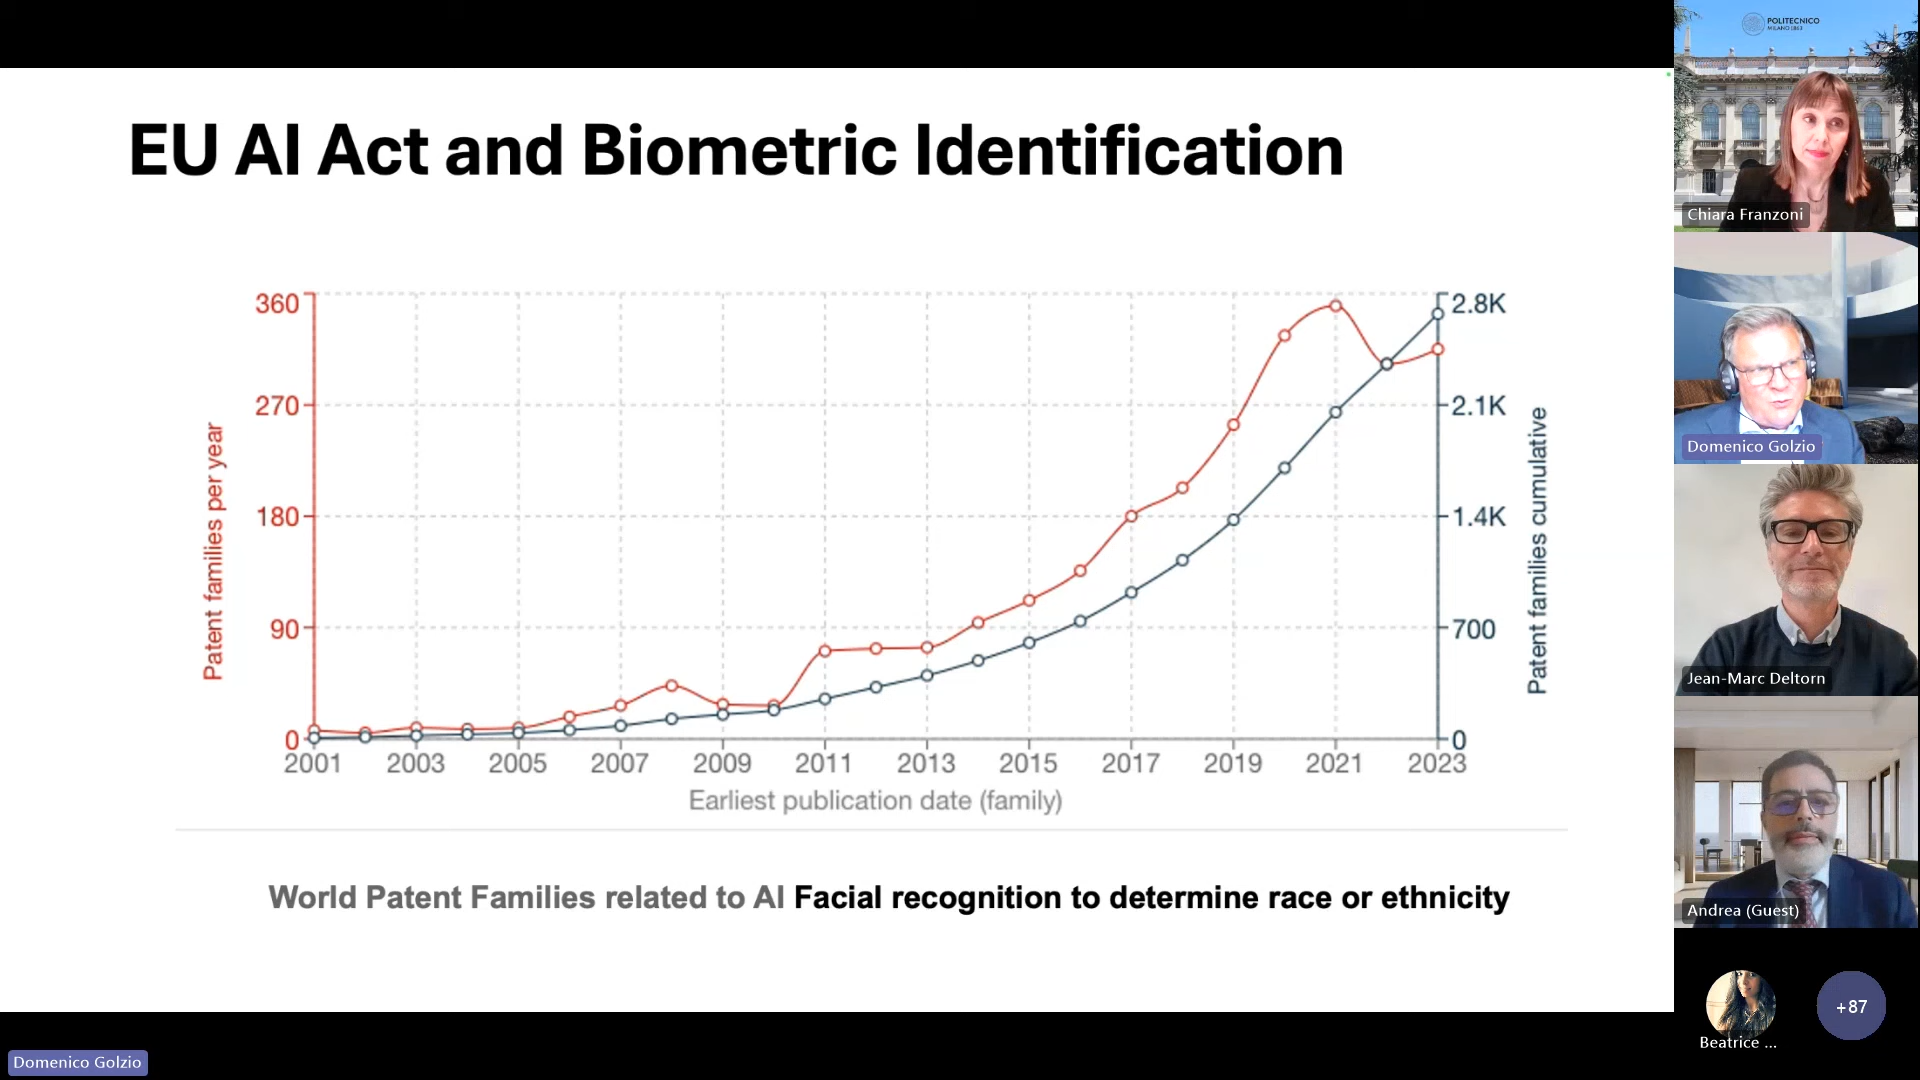 EU AI Act and Biometric Identification
360
270
180
90
0
Patent families per year
2.8K
2.1K
1.4K
700
0
Patent families cumulative
2001 2003 2005 2007 2009 2011 2013 2015 2017 2019 2021 2023
Earliest publication date (family)
World Patent Families related to AI Facial recognition to determine race or ethnicity
POLITECNICO
MILANO 1863
Chiara Franzoni
Domenico Golzio
Jean-Marc Deltorn
Andrea (Guest)
Beatrice ...
+87
Domenico Golzio